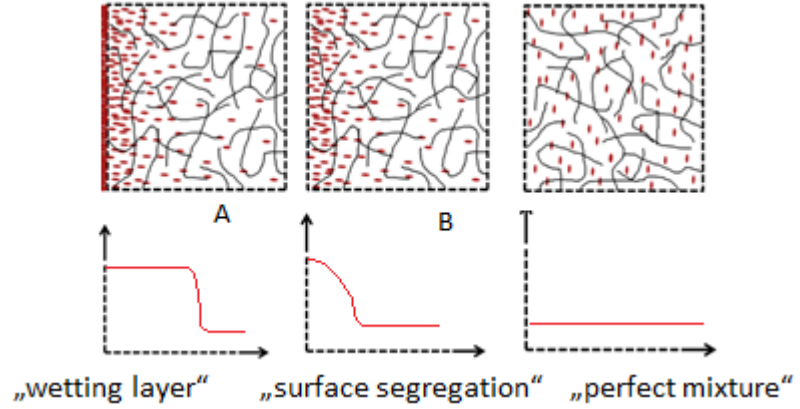 A
B
„wetting layer“ „surface segregation“ „perfect mixture“